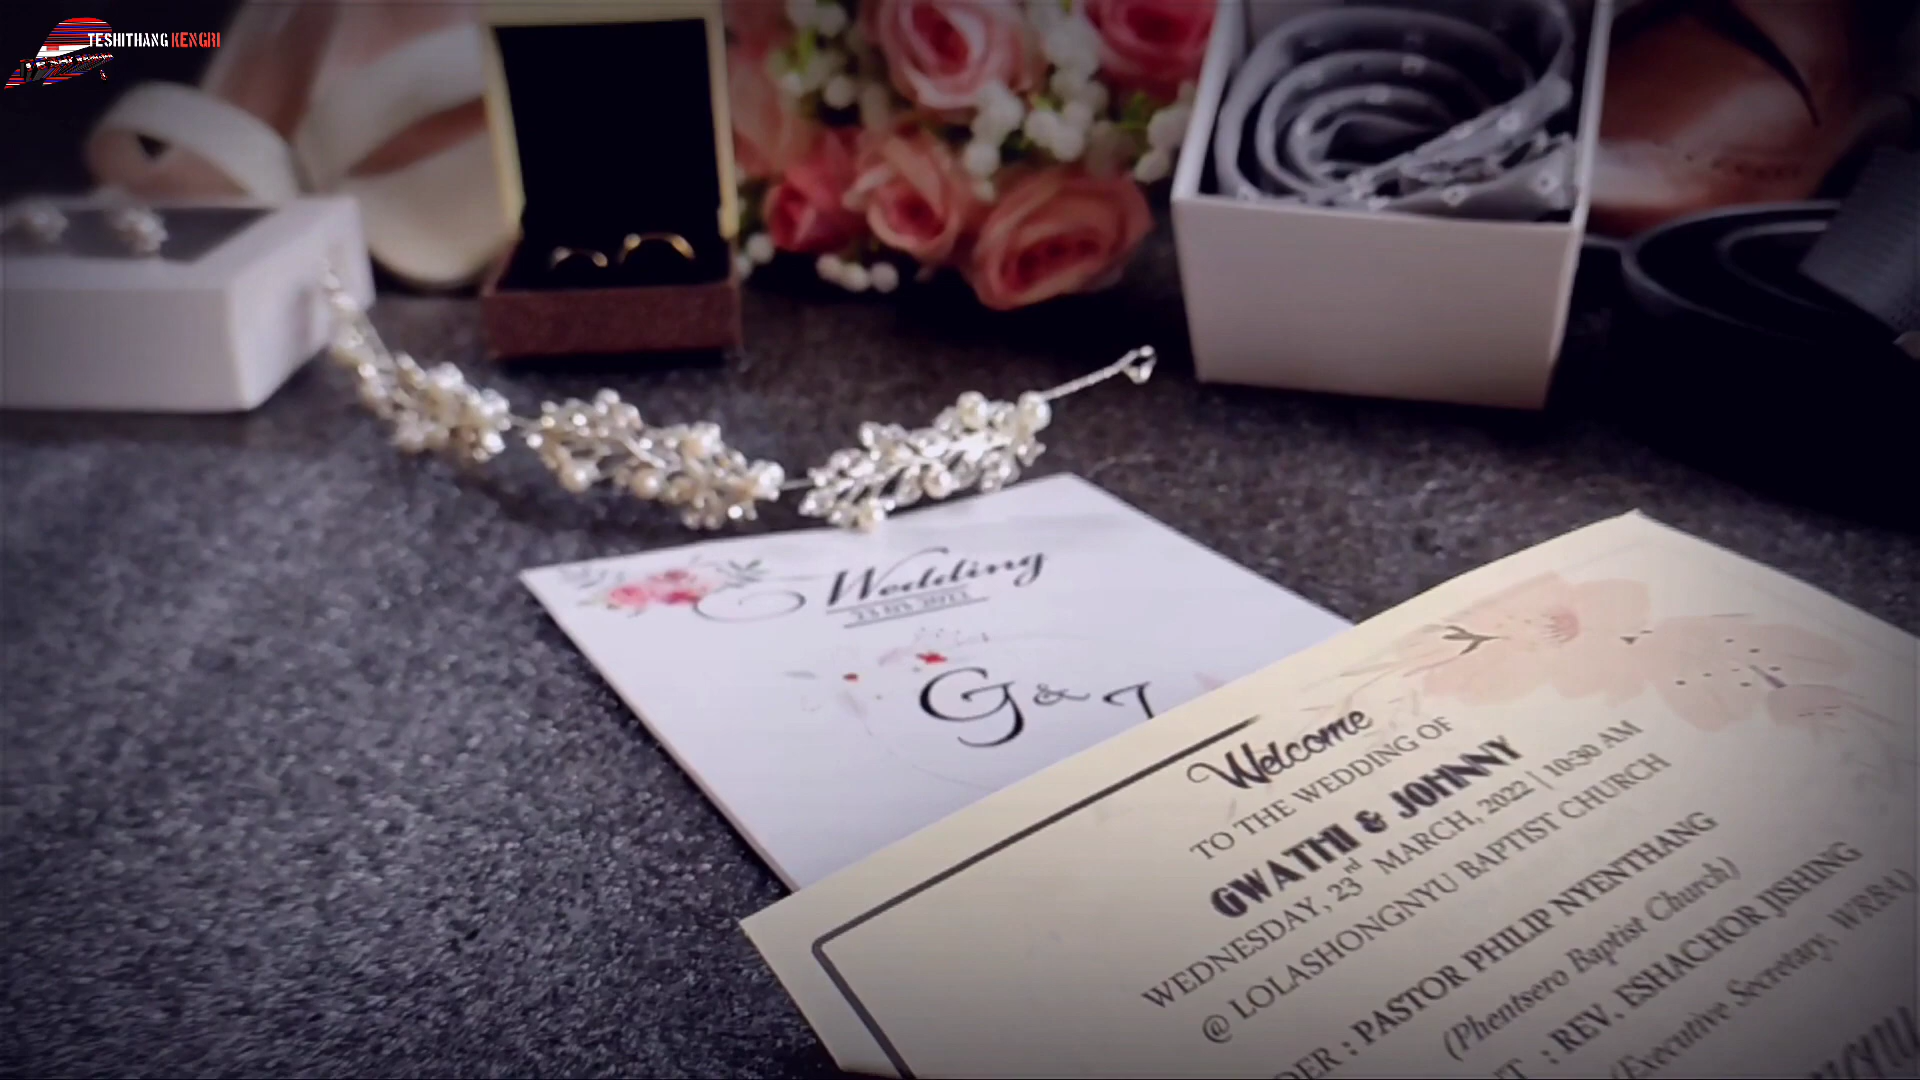 TESHITHANG KENGRI
Wedding
G &
Welcome
TO THE WEDDING OF
GWATHI & JOHNNY
WEDNESDAY, 23rd MARCH, 2022 | 10:30 AM
@ LOLASHONGNYU BAPTIST CHURCH
: PASTOR PHILIP NYENTHANG
(Phentsero Baptist Church)
: REV. ESHACHOR JISHING
(Executive Secretary, WRBA)